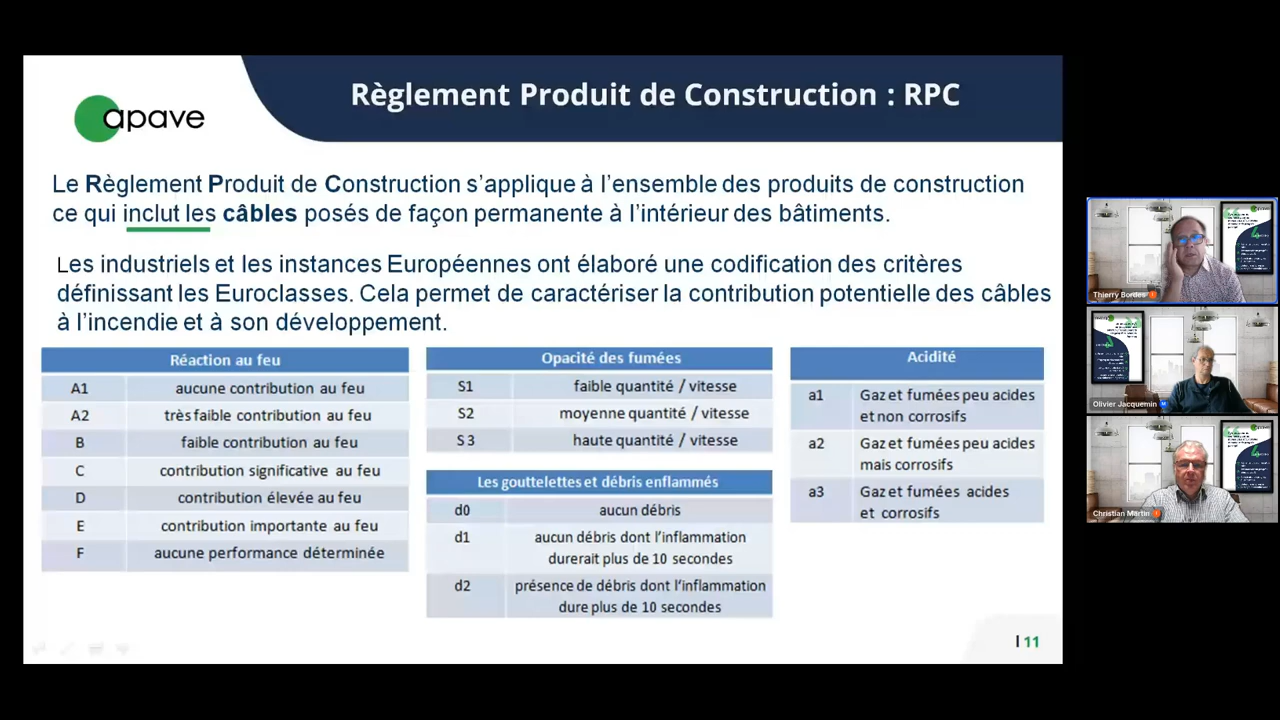 Règlement Produit de Construction : RPC
apave
Le Règlement Produit de Construction s’applique à l’ensemble des produits de construction
ce qui inclut les câbles posés de façon permanente à l’intérieur des bâtiments.
Les industriels et les instances Européennes ont élaboré une codification des critères
définissant les Euroclasses. Cela permet de caractériser la contribution potentielle des câbles
à l’incendie et à son développement.
Réaction au feu
A1 aucune contribution au feu
A2 très faible contribution au feu
B faible contribution au feu
C contribution significative au feu
D contribution élevée au feu
E contribution importante au feu
F aucune performance déterminée
Opacité des fumées
S1 faible quantité / vitesse
S2 moyenne quantité / vitesse
S3 haute quantité / vitesse
Les gouttelettes et débris enflammés
d0 aucun débris
d1 aucun débris dont l’inflammation
durerait plus de 10 secondes
d2 présence de débris dont l’inflammation
dure plus de 10 secondes
Acidité
a1 Gaz et fumées peu acides
et non corrosifs
a2 Gaz et fumées peu acides
mais corrosifs
a3 Gaz et fumées acides
et corrosifs
I 11
Thierry Bordes
Olivier Jacquemin
Christian Martin